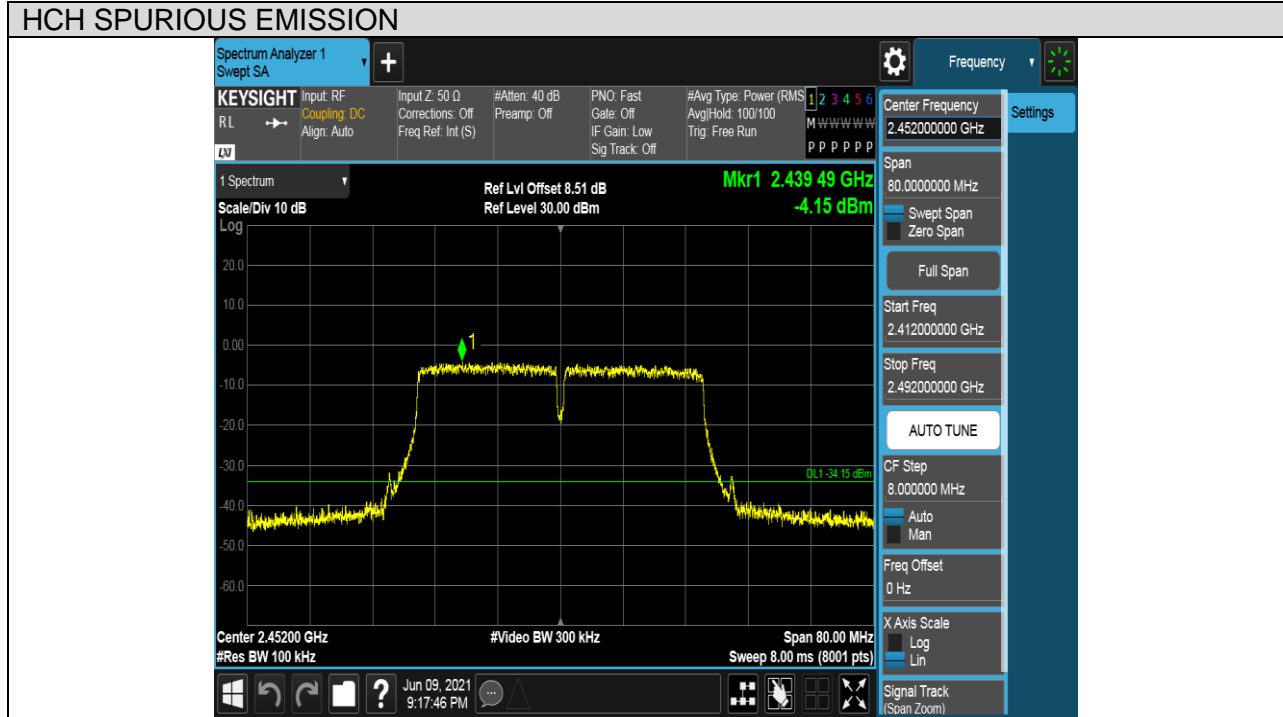 HCH SPURIOUS EMISSION
Spectrum Analyzer 1
Swept SA
+
Frequency
KEYSIGHT
RL
LXI
Input: RF
Coupling: DC
Align: Auto
Input Z: 50 Ω
Corrections: Off
Freq Ref: Int (S)
#Atten: 40 dB
Preamp: Off
PNO: Fast
Gate: Off
IF Gain: Low
Sig Track: Off
#Avg Type: Power (RMS
Avg|Hold: 100/100
Trig: Free Run
1 2 3 4 5 6
M W W W W W
P P P P P P
1 Spectrum
Scale/Div 10 dB
Ref Lvl Offset 8.51 dB
Ref Level 30.00 dBm
Mkr1 2.439 49 GHz
-4.15 dBm
Log
20.0
10.0
0.00
-10.0
-20.0
-30.0
-40.0
-50.0
-60.0
1
DL1 -34.15 dBm
Center 2.45200 GHz
#Res BW 100 kHz
#Video BW 300 kHz
Span 80.00 MHz
Sweep 8.00 ms (8001 pts)
Center Frequency
2.452000000 GHz
Settings
Span
80.0000000 MHz
Swept Span
Zero Span
Full Span
Start Freq
2.412000000 GHz
Stop Freq
2.492000000 GHz
AUTO TUNE
CF Step
8.000000 MHz
Auto
Man
Freq Offset
0 Hz
X Axis Scale
Log
Lin
Signal Track
(Span Zoom)
?
Jun 09, 2021
9:17:46 PM